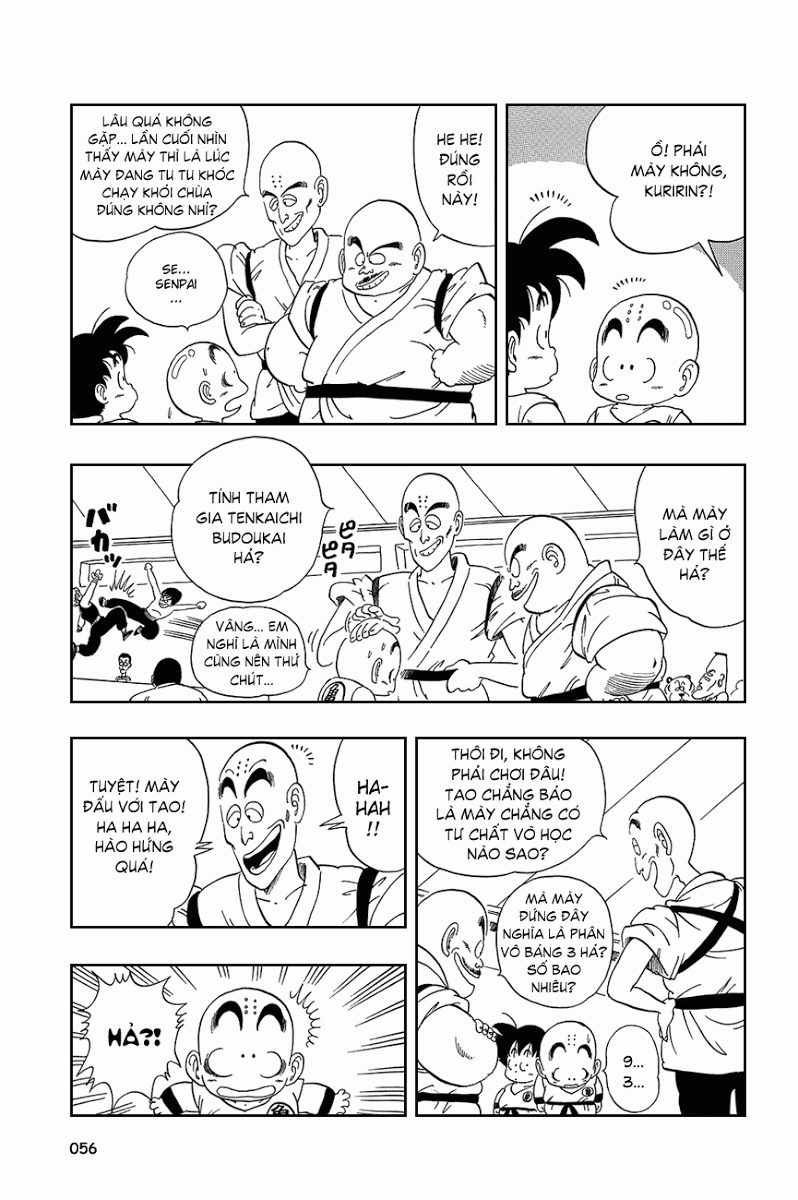 Ồ! PHẢI
MÀY KHÔNG,
KURIRIN?!
HE HE!
ĐÚNG
RỒI
NÀY!
LÂU QUÁ KHÔNG
GẶP... LẦN CUỐI NHÌN
THẤY MÀY THÌ LÀ LÚC
MÀY ĐANG TU TU KHÓC
CHẠY KHỎI CHÙA
ĐÚNG KHÔNG NHỈ?
SE...
SENPAI
...
MÀ MÀY
LÀM GÌ Ở
ĐÂY THẾ
HẢ?
ピタ
ピタ
TÍNH THAM
GIA TENKAICHI
BUDOUKAI
HẢ?
VÂNG... EM
NGHĨ LÀ MÌNH
CŨNG NÊN THỬ
CHÚT...
バカッ
THÔI ĐI, KHÔNG
PHẢI CHƠI ĐÂU!
TAO CHẲNG BẢO
LÀ MÀY CHẲNG CÓ
TƯ CHẤT VÕ HỌC
NÀO SAO?
MÀ MÀY
ĐỨNG ĐÂY
NGHĨA LÀ PHÂN
VÔ BẢNG 3 HẢ?
SỐ BAO
NHIÊU?
9...
3...
亀
HA-
HAH
!!
TUYỆT! MÀY
ĐẤU VỚI TAO!
HA HA HA,
HÀO HỨNG
QUÁ!
HẢ?!
亀
056